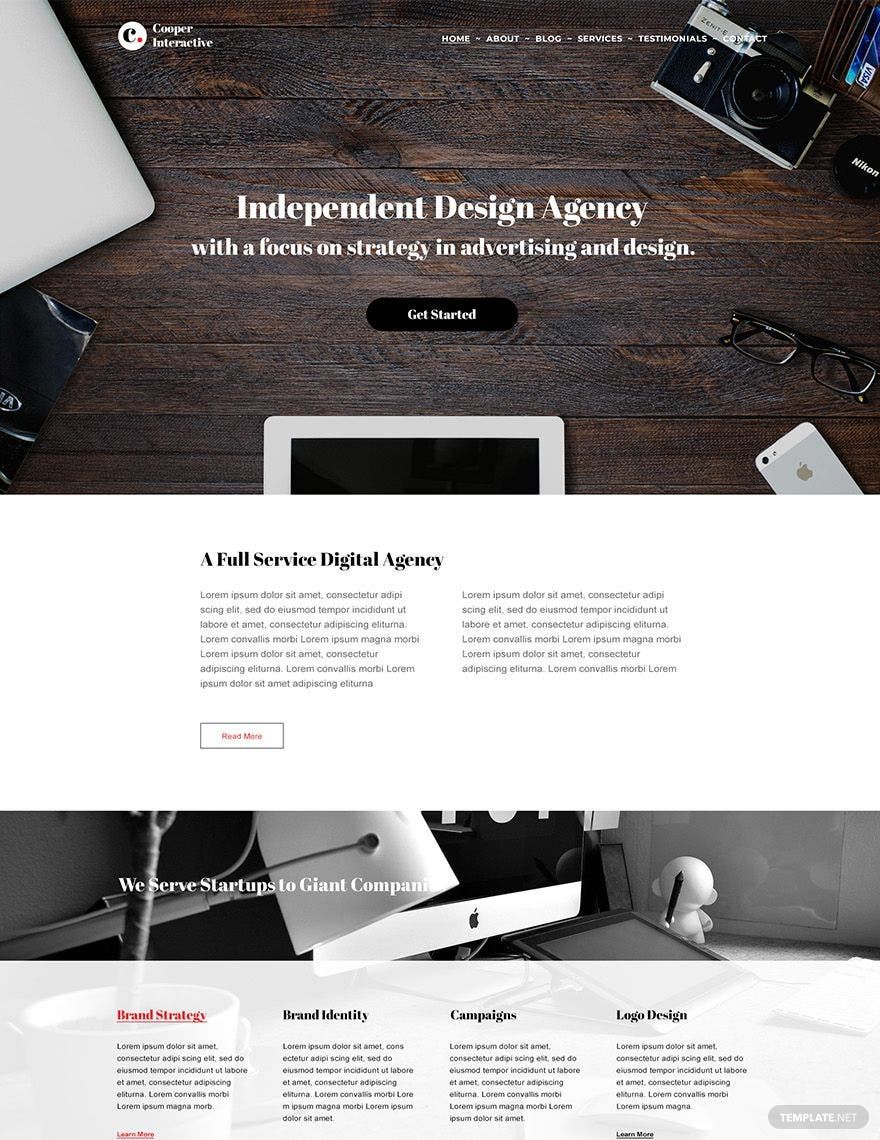 Cooper
Interactive
c.
HOME ~ ABOUT ~ BLOG ~ SERVICES ~ TESTIMONIALS ~ CONTACT
ZENIT-E
VISA
Nikon
Independent Design Agency
with a focus on strategy in advertising and design.
Get Started
A Full Service Digital Agency
Lorem ipsum dolor sit amet, consectetur adipi
scing elit, sed do eiusmod tempor incididunt ut
labore et amet, consectetur adipiscing eliturna.
Lorem convallis morbi Lorem ipsum magna morbi
Lorem ipsum dolor sit amet, consectetur
adipiscing eliturna. Lorem convallis morbi Lorem
ipsum dolor sit amet adipiscing eliturna
Lorem ipsum dolor sit amet, consectetur adipi
scing elit, sed do eiusmod tempor incididunt ut
labore et amet, consectetur adipiscing eliturna.
Lorem convallis morbi Lorem ipsum magna morbi
Lorem ipsum dolor sit amet, consectetur
adipiscing eliturna. Lorem convallis morbi Lorem
Read More
We Serve Startups to Giant Compani
Brand Strategy
Lorem ipsum dolor sit amet,
consectetur adipi scing elit, sed do
eiusmod tempor incididunt ut labore
et amet, consectetur adipiscing
eliturna. Lorem convallis morbi
Lorem ipsum magna morb.
Learn More
Brand Identity
Lorem ipsum dolor sit amet, cons
ectetur adipi scing elit, sed do
eiusmod tempor incididunt ut labore
et amet, consectetur adipiscing
eliturna. Lorem convallis morbi Lore
m ipsum magna morbi Lorem ipsum
dolor sit amet.
Campaigns
Lorem ipsum dolor sit amet,
consectetur adipi scing elit, sed do
eiusmod tempor incididunt ut labore
et amet, consectetur adipiscing
eliturna. Lorem convallis morbi
Lorem ipsum magna morbi Lorem
ipsum dolor sit amet.
Logo Design
Lorem ipsum dolor sit amet,
consectetur adipi scing elit, sed do
eiusmod tempor incididunt ut labore
et amet, consectetur adipiscing
eliturna. Lorem convallis morbi
Lorem ipsum magna.
Learn More
TEMPLATE.NET